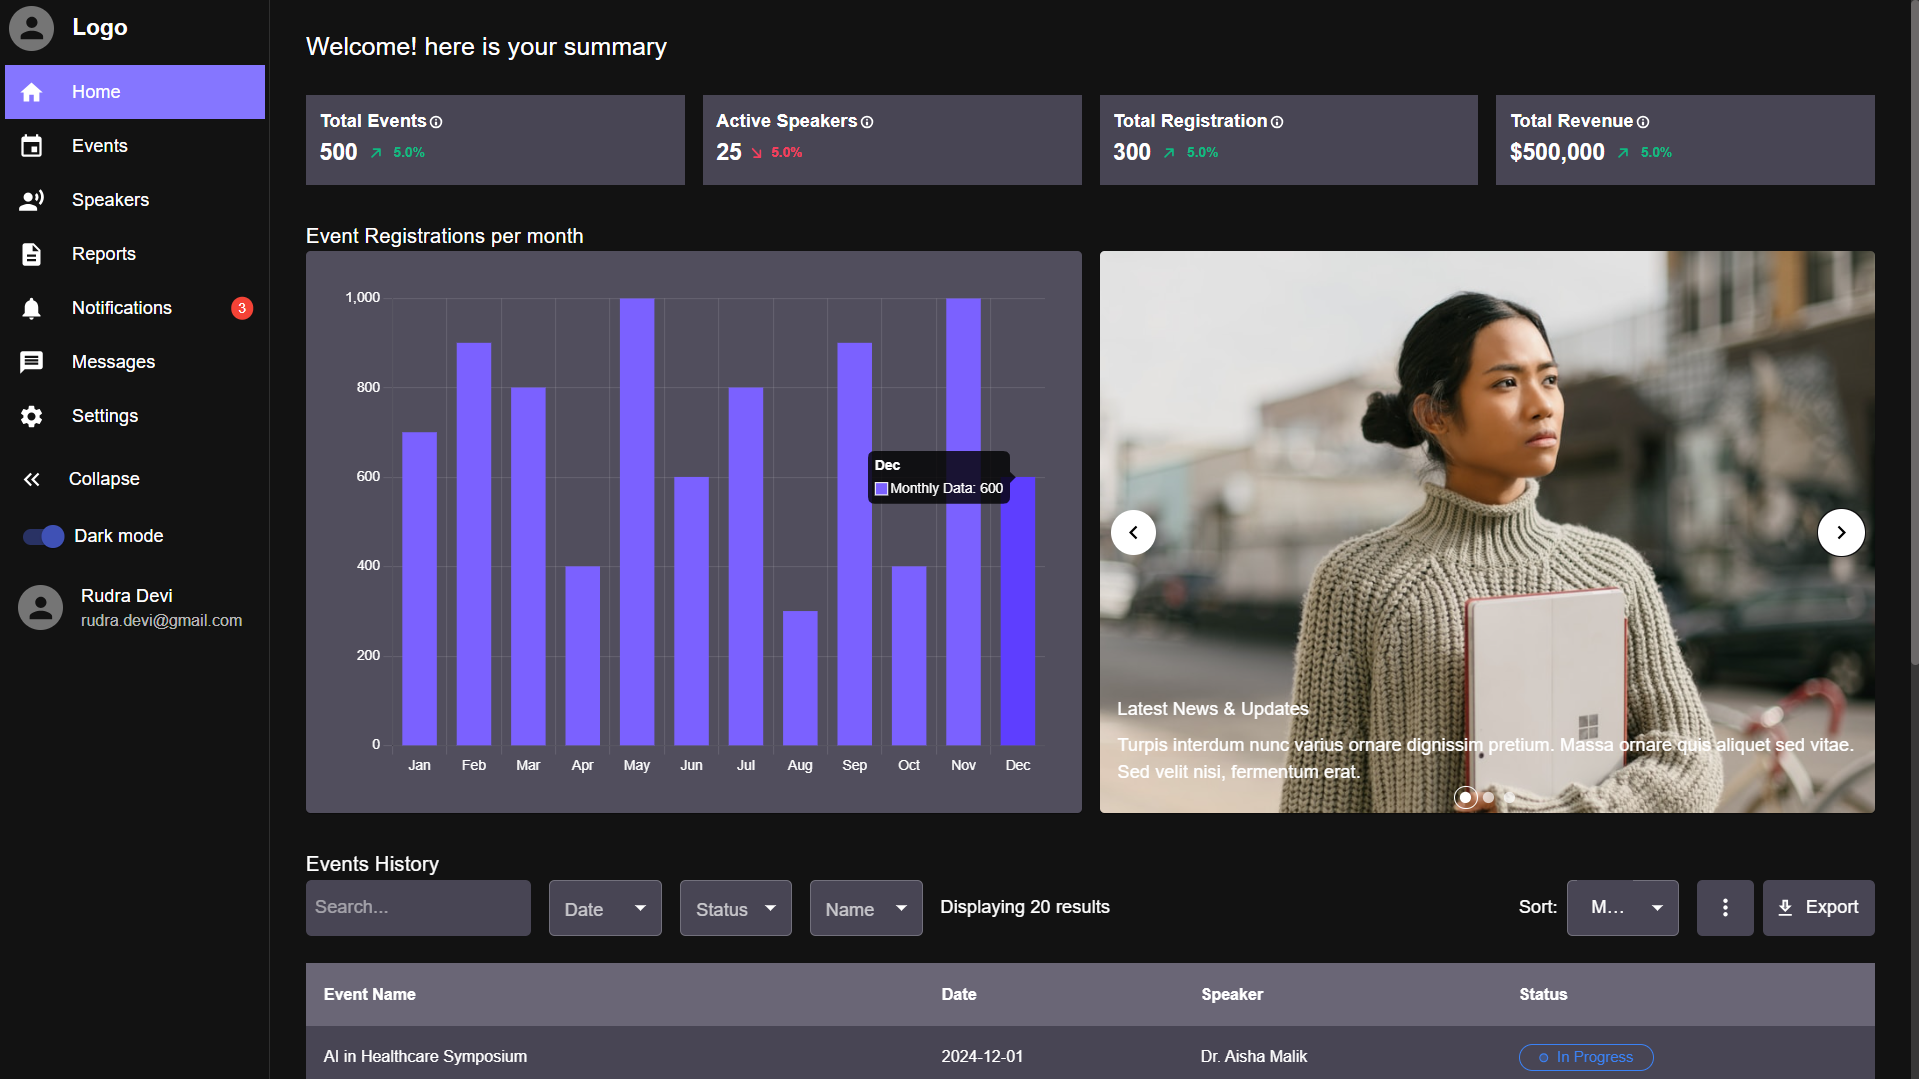 Logo
Home
Events
Speakers
Reports
Notifications 3
Messages
Settings
Collapse
Dark mode
Rudra Devi
rudra.devi@gmail.com
Welcome! here is your summary
Total Events
500 5.0%
Active Speakers
25 5.0%
Total Registration
300 5.0%
Total Revenue
$500,000 5.0%
Event Registrations per month
1,000
800
600
400
200
0
Jan Feb Mar Apr May Jun Jul Aug Sep Oct Nov Dec
Dec
Monthly Data: 600
Latest News & Updates
Turpis interdum nunc varius ornare dignissim pretium. Massa ornare quis aliquet sed vitae.
Sed velit nisi, fermentum erat.
Events History
Search... Date Status Name Displaying 20 results Sort: M... Export
Event Name Date Speaker Status
AI in Healthcare Symposium 2024-12-01 Dr. Aisha Malik In Progress